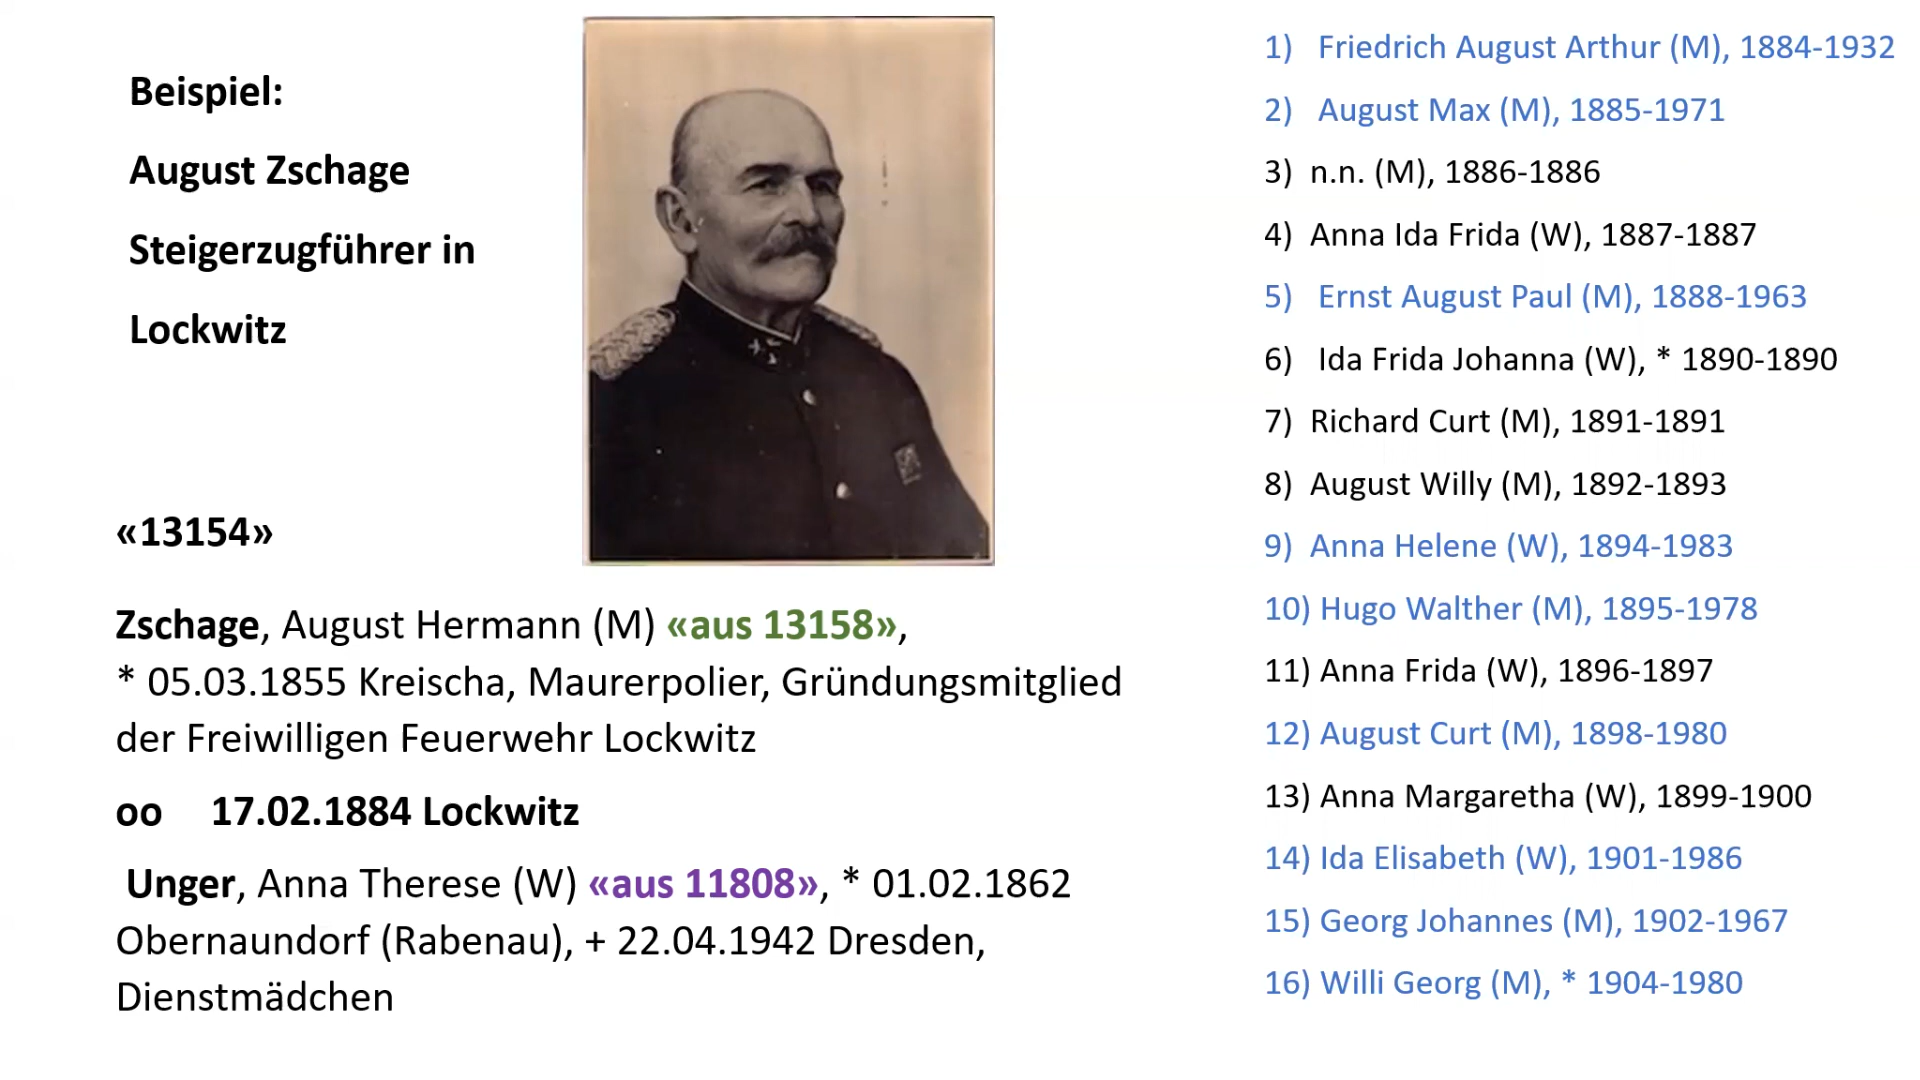 Beispiel:
August Zschage
Steigerzugführer in
Lockwitz
«13154»
Zschage, August Hermann (M) «aus 13158»,
* 05.03.1855 Kreischa, Maurerpolier, Gründungsmitglied
der Freiwilligen Feuerwehr Lockwitz
oo 17.02.1884 Lockwitz
Unger, Anna Therese (W) «aus 11808», * 01.02.1862
Obernaundorf (Rabenau), + 22.04.1942 Dresden,
Dienstmädchen
1) Friedrich August Arthur (M), 1884-1932
2) August Max (M), 1885-1971
3) n.n. (M), 1886-1886
4) Anna Ida Frida (W), 1887-1887
5) Ernst August Paul (M), 1888-1963
6) Ida Frida Johanna (W), * 1890-1890
7) Richard Curt (M), 1891-1891
8) August Willy (M), 1892-1893
9) Anna Helene (W), 1894-1983
10) Hugo Walther (M), 1895-1978
11) Anna Frida (W), 1896-1897
12) August Curt (M), 1898-1980
13) Anna Margaretha (W), 1899-1900
14) Ida Elisabeth (W), 1901-1986
15) Georg Johannes (M), 1902-1967
16) Willi Georg (M), * 1904-1980